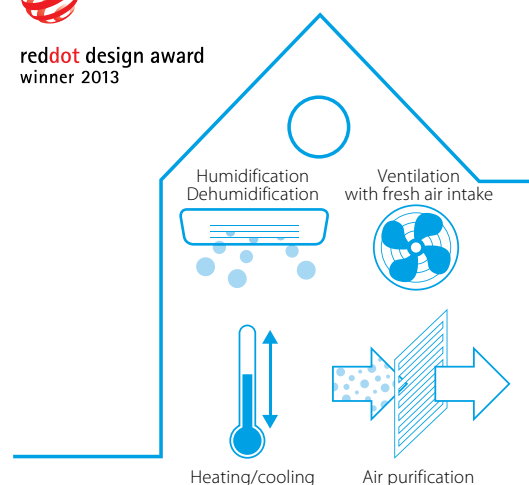 reddot design award
winner 2013
Humidification
Dehumidification
Ventilation
with fresh air intake
Heating/cooling
Air purification